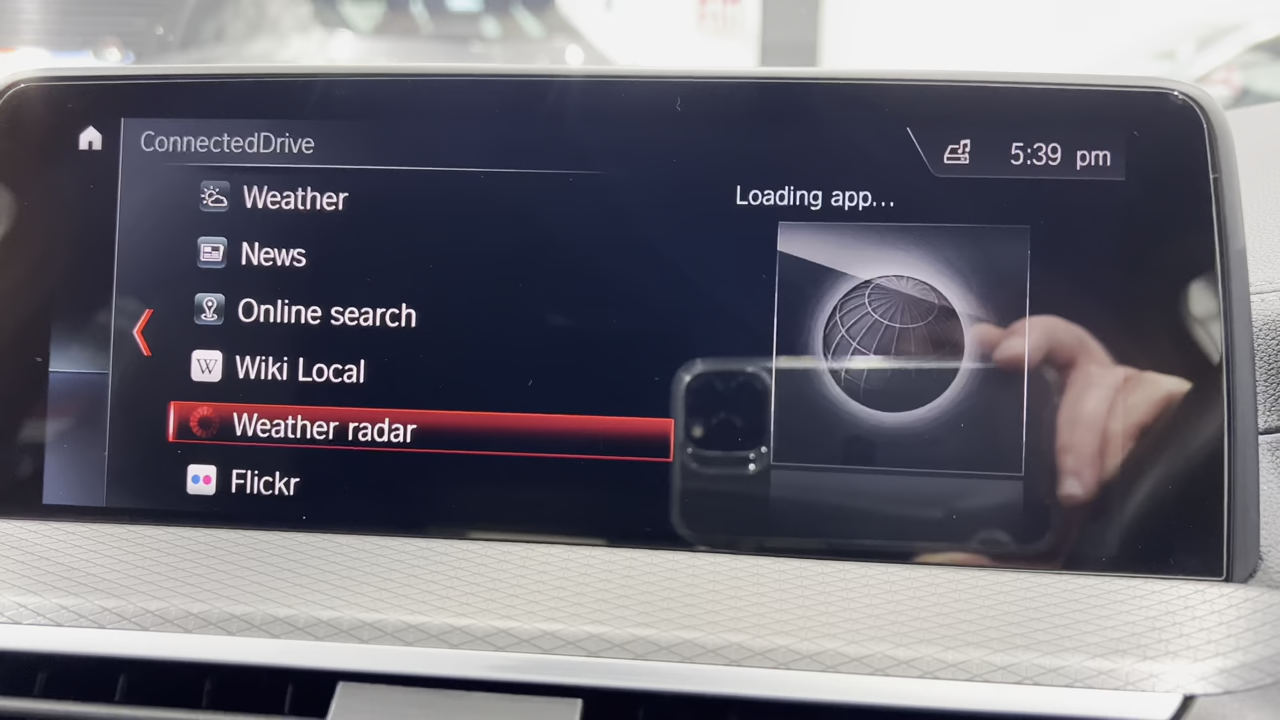 ConnectedDrive
5:39 pm
Weather
Loading app...
News
Online search
W Wiki Local
Weather radar
Flickr